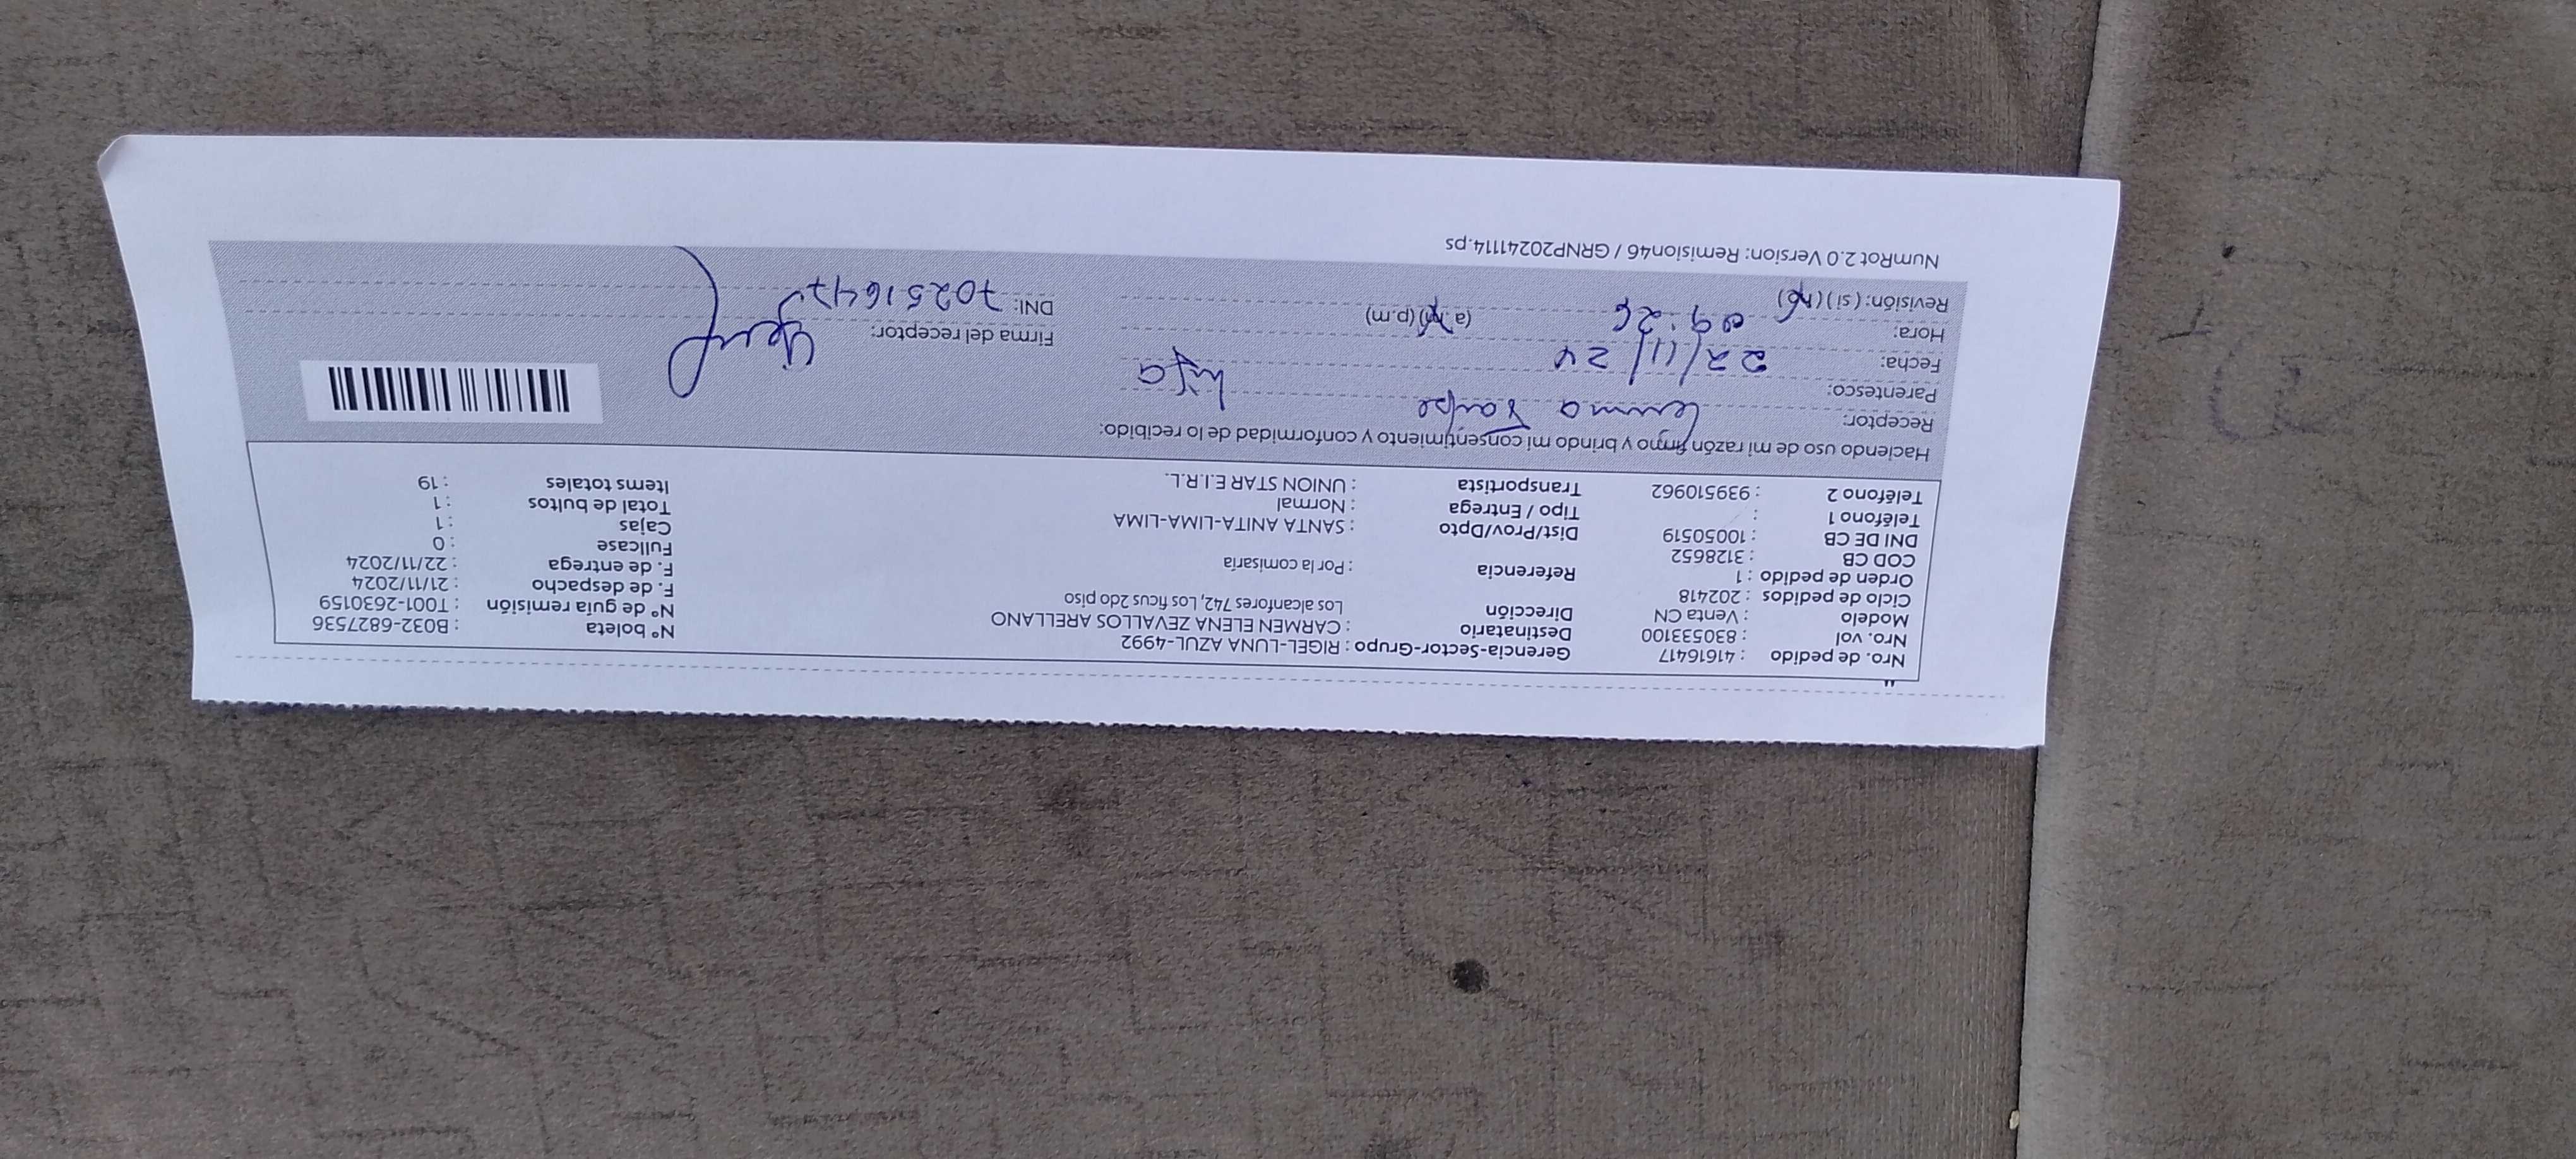 Nro. de pedido : 41616417 Gerencia-Sector-Grupo : RIGEL-LUNA AZUL-4992 N° boleta : B032-6827536
Nro. vol : 830533100 Destinatario : CARMEN ELENA ZEVALLOS ARELLANO N° de guía remisión : T001-2630159
Modelo : Venta CN Dirección Los alcanfores 742, Los ficus 2do piso F. de despacho : 21/11/2024
Ciclo de pedidos : 202418 F. de entrega : 22/11/2024
Orden de pedido : 1 Referencia : Por la comisaría Fullcase : 0
COD CB : 3128652 Cajas : 1
DNI DE CB : 10050519 Dist/Prov/Dpto : SANTA ANITA-LIMA-LIMA Total de bultos : 1
Teléfono 1 : Tipo / Entrega : Normal Items totales : 19
Teléfono 2 : 939510962 Transportista : UNION STAR E.I.R.L.
Haciendo uso de mi razón firmo y brindo mi consentimiento y conformidad de lo recibido:
Receptor:
Parentesco: hija
Fecha: 22/11/24 Firma del receptor:
Hora: 09:26 (a.m) (p.m) DNI:
Revisión: (si) (no)
NumRot 2.0 Version: Remision46 / GRNP20241114.ps